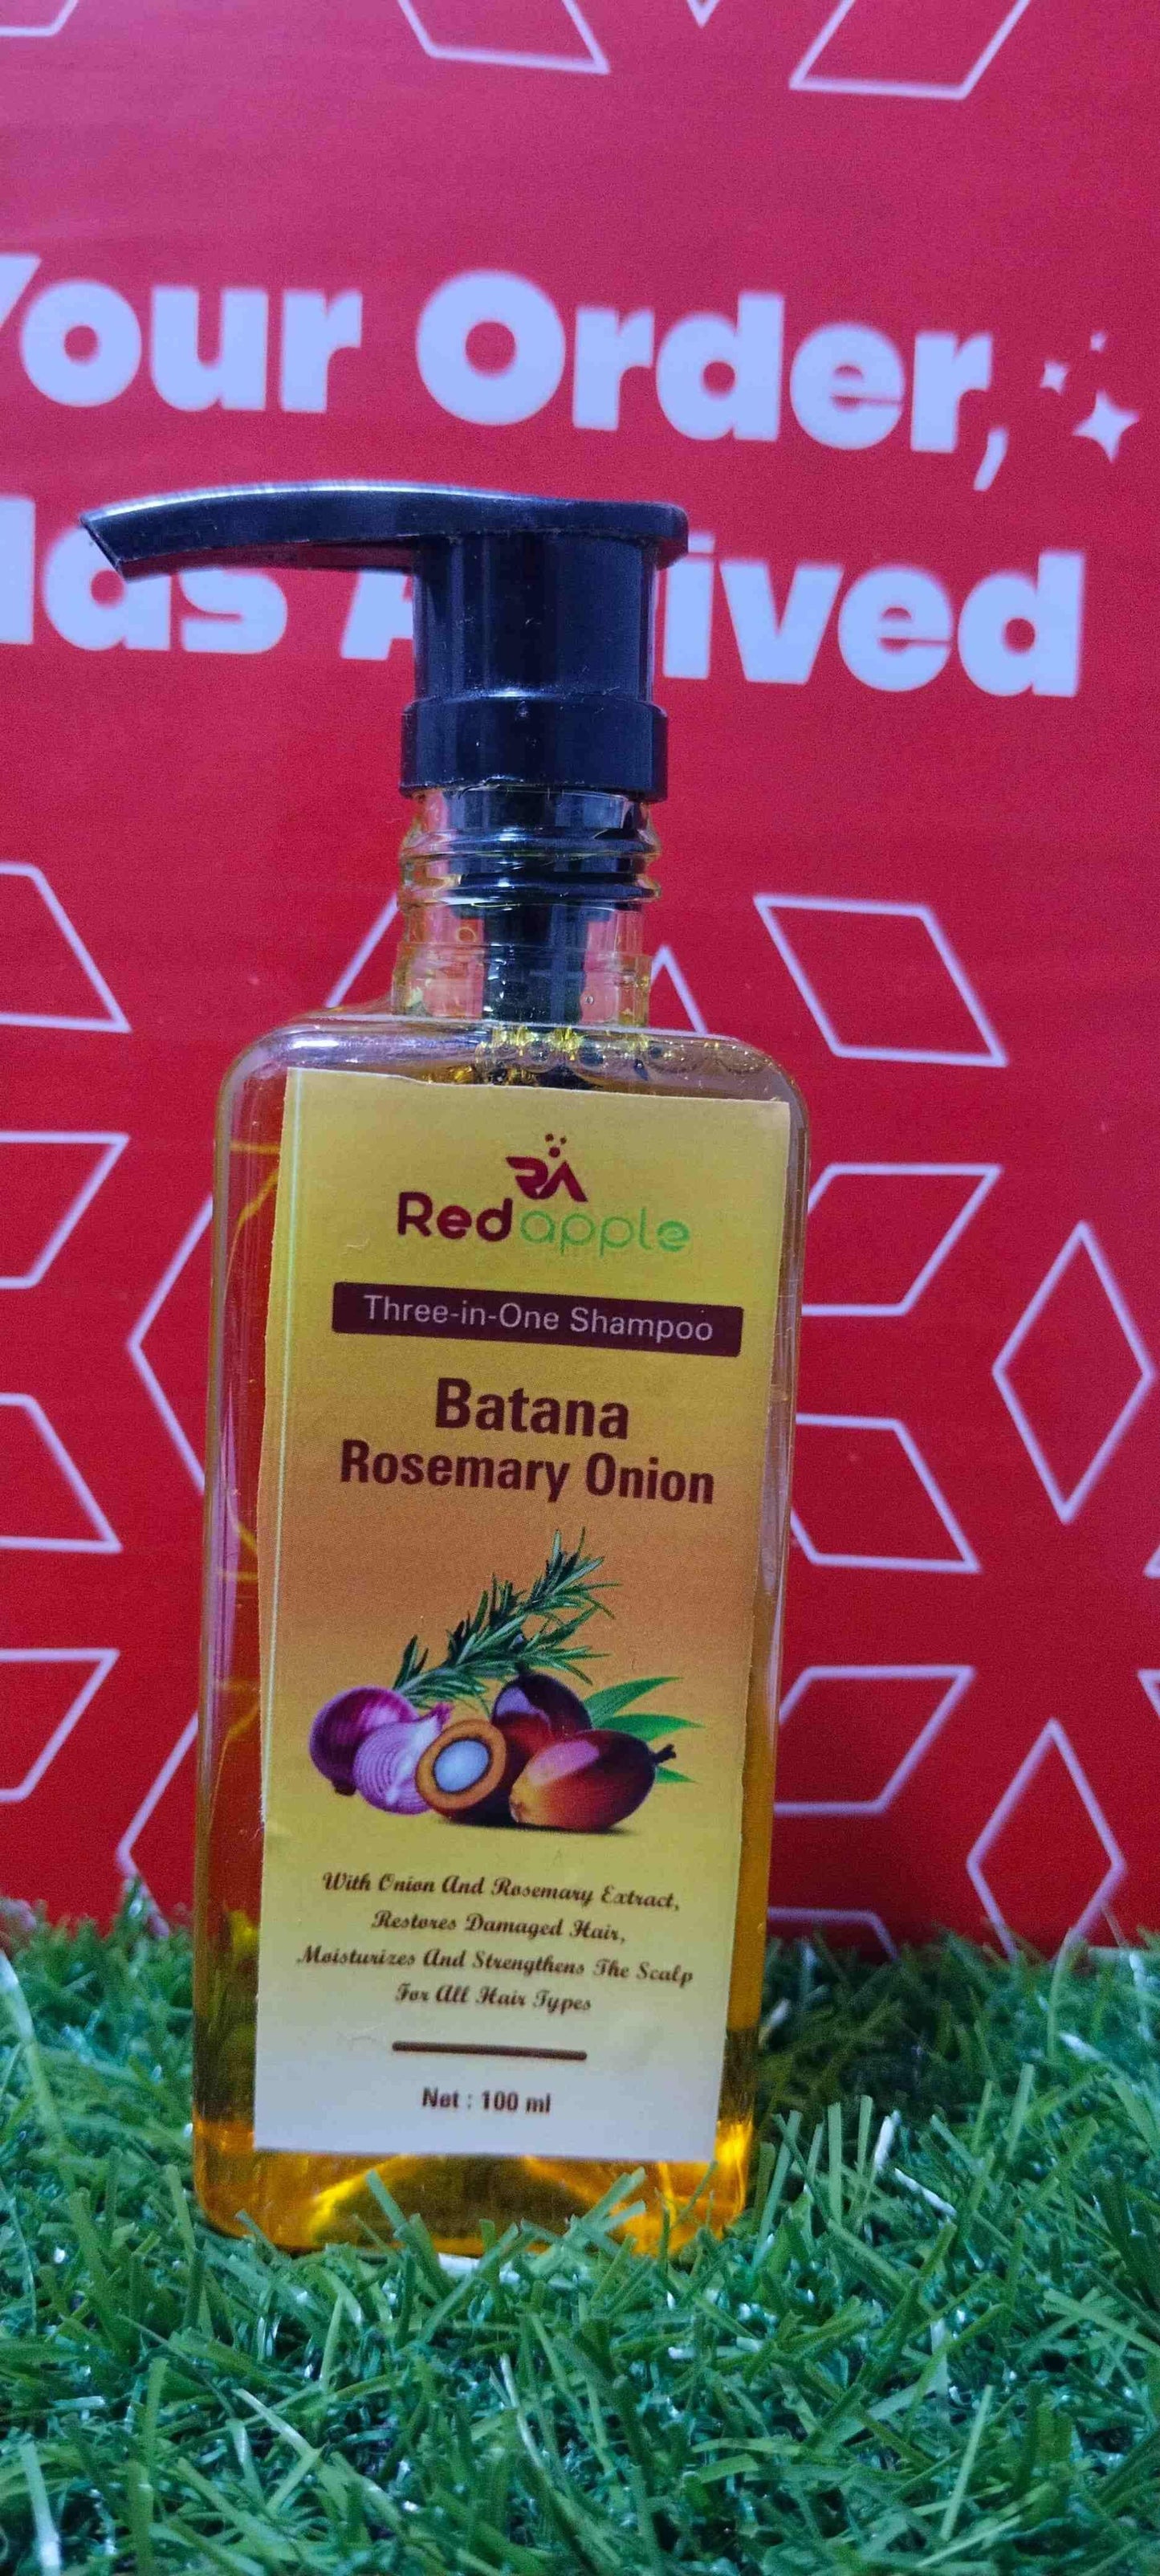 Your Order,
Has A ived
RA
Redapple
Three-in-One Shampoo
Batana
Rosemary Onion
With Onion And Rosemary Extract,
Restores Damaged Hair,
Moisturizes And Strengthens The Scalp
For All Hair Types
Net : 100 ml